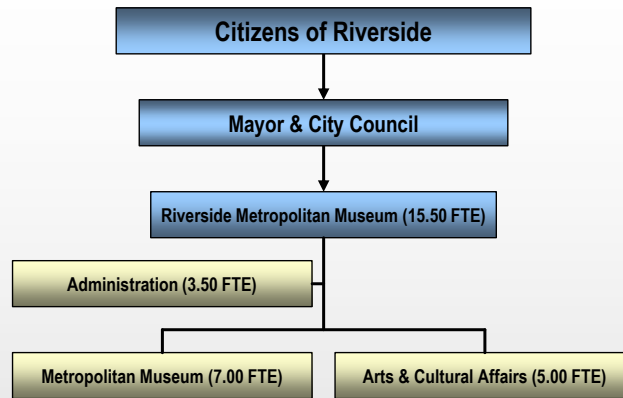 Citizens of Riverside
Mayor & City Council
Riverside Metropolitan Museum (15.50 FTE)
Administration (3.50 FTE)
Metropolitan Museum (7.00 FTE)
Arts & Cultural Affairs (5.00 FTE)